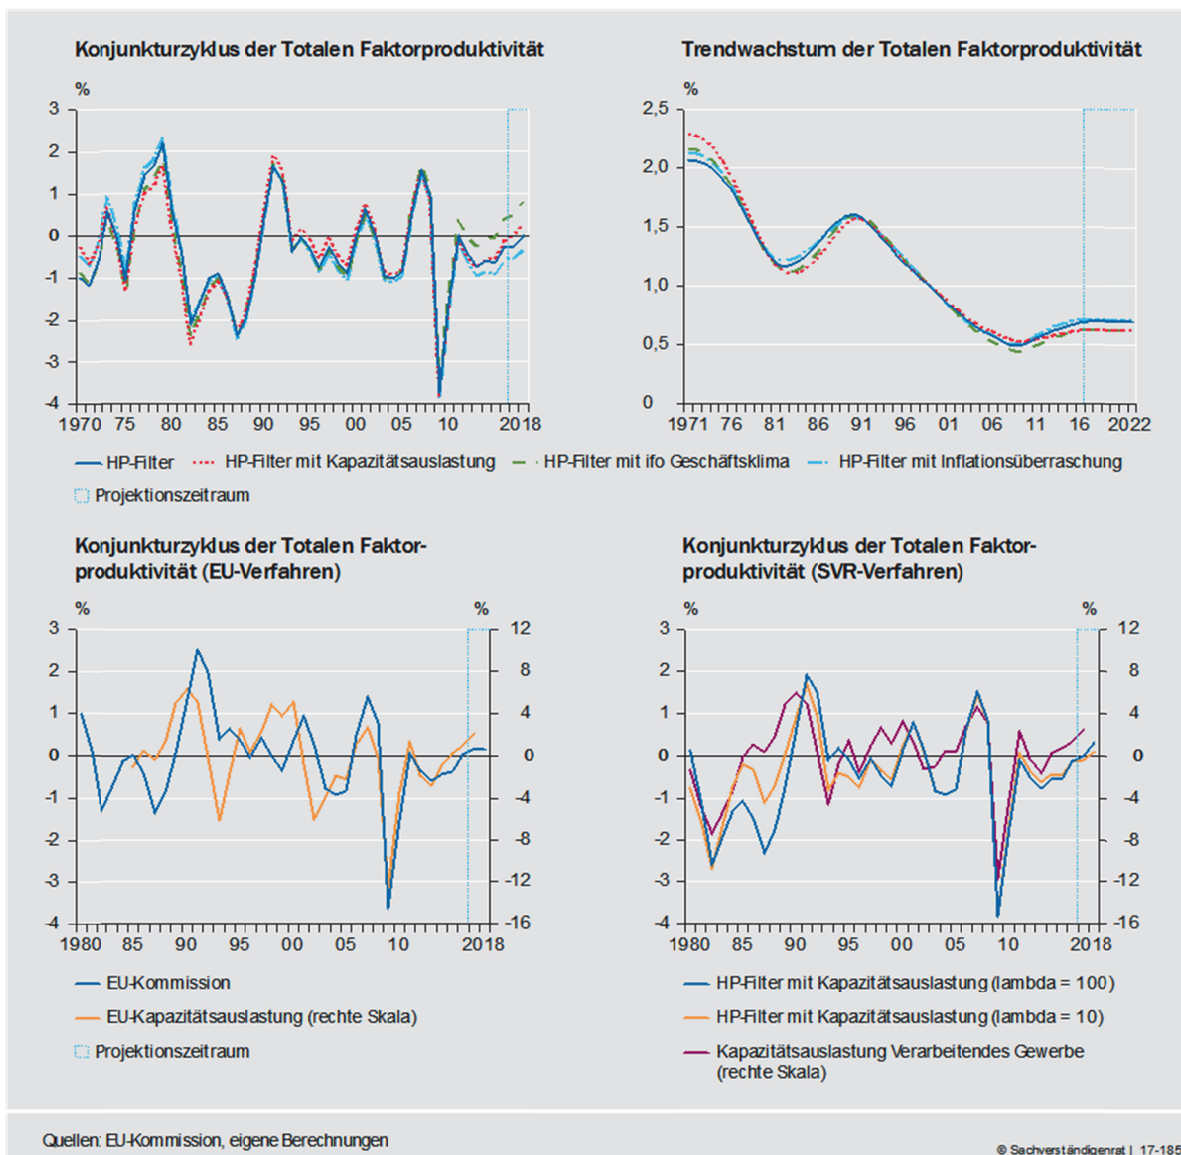 Konjunkturzyklus der Totalen Faktorproduktivität
%
3
2
1
0
-1
-2
-3
-4
1970 75 80 85 90 95 00 05 10 2018
Trendwachstum der Totalen Faktorproduktivität
%
2,5
2,0
1,5
1,0
0,5
0
1971 76 81 86 91 96 2001 06 11 16 2022
HP-Filter HP-Filter mit Kapazitätsauslastung HP-Filter mit ifo Geschäftsklima HP-Filter mit Inflationsüberraschung
Projektionszeitraum
Konjunkturzyklus der Totalen Faktor-
produktivität (EU-Verfahren)
% %
3 12
2 8
1 4
0 0
-1 -4
-2 -8
-3 -12
-4 -16
1980 85 90 95 00 05 10 2018
EU-Kommission
EU-Kapazitätsauslastung (rechte Skala)
Projektionszeitraum
Konjunkturzyklus der Totalen Faktor-
produktivität (SVR-Verfahren)
% %
3 12
2 8
1 4
0 0
-1 -4
-2 -8
-3 -12
-4 -16
1980 85 90 95 00 05 10 2018
HP-Filter mit Kapazitätsauslastung (lambda = 100)
HP-Filter mit Kapazitätsauslastung (lambda = 10)
Kapazitätsauslastung Verarbeitendes Gewerbe
(rechte Skala)
Quellen: EU-Kommission, eigene Berechnungen
© Sachverständigenrat | 17-185